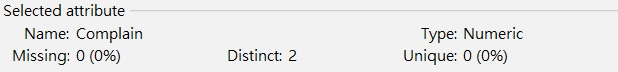 Selected attribute
Name: Complain Type: Numeric
Missing: 0 (0%) Distinct: 2 Unique: 0 (0%)